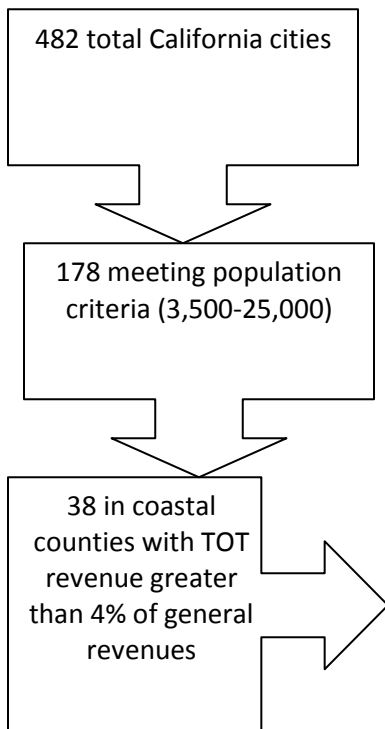 482 total California cities
178 meeting population
criteria (3,500-25,000)
38 in coastal
counties with TOT
revenue greater
than 4% of general
revenues